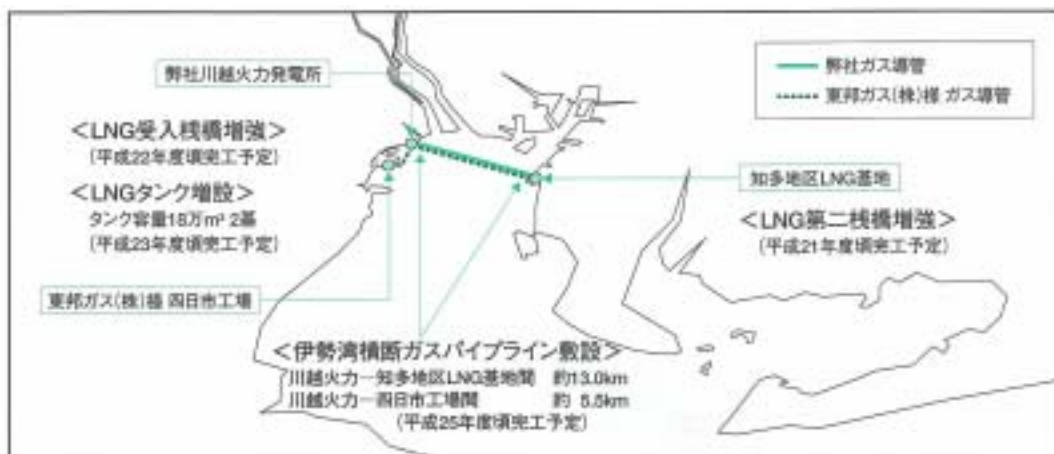 弊社川越火力発電所
<LNG受入桟橋増強>
(平成22年度頃完工予定)
<LNGタンク増設>
タンク容量18万m³ 2基
(平成23年度頃完工予定)
東邦ガス(株)様 四日市工場
弊社ガス導管
東邦ガス(株)様 ガス導管
知多地区LNG基地
<LNG第二桟橋増強>
(平成21年度頃完工予定)
<伊勢湾横断ガスパイプライン敷設>
川越火力ー知多地区LNG基地間 約13.0km
川越火力ー四日市工場間 約 5.5km
(平成25年度頃完工予定)